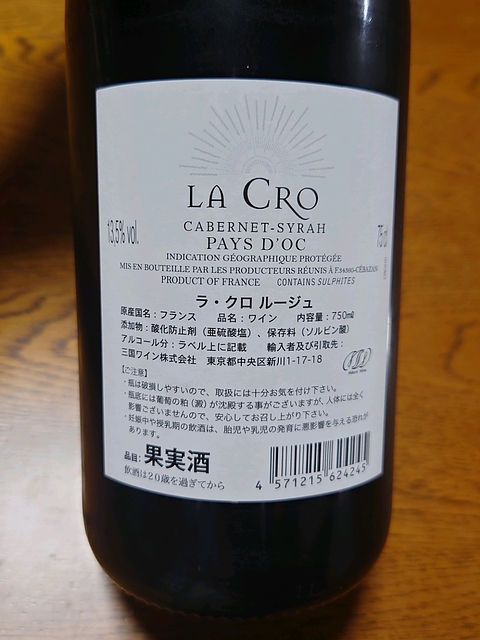 LA CRO
CABERNET-SYRAH
13,5% vol.
PAYS D'OC
75cl
INDICATION GÉOGRAPHIQUE PROTÉGÉE
MIS EN BOUTEILLE PAR LES PRODUCTEURS RÉUNIS À F.34360-CÉBAZAN
PRODUCT OF FRANCE CONTAINS SULPHITES
ラ・クロ ルージュ
原産国名：フランス 品名：ワイン 内容量：750㎖
添加物：酸化防止剤（亜硫酸塩）、保存料（ソルビン酸）
アルコール分：ラベル上に記載 輸入者及び引取先：
三国ワイン株式会社 東京都中央区新川1-17-18
【ご注意】
・瓶は破損しやすいので、取扱には十分お気を付け下さい。
・瓶底には葡萄の粕（澱）が沈殿する事がございますが、人体には全く
影響ございませんので、安心してお召し上がり下さい。
・妊娠中や授乳期の飲酒は、胎児や乳児の発育に悪影響を与える恐れが
あります。
品目：果実酒
飲酒は20歳を過ぎてから
4 571215 624245